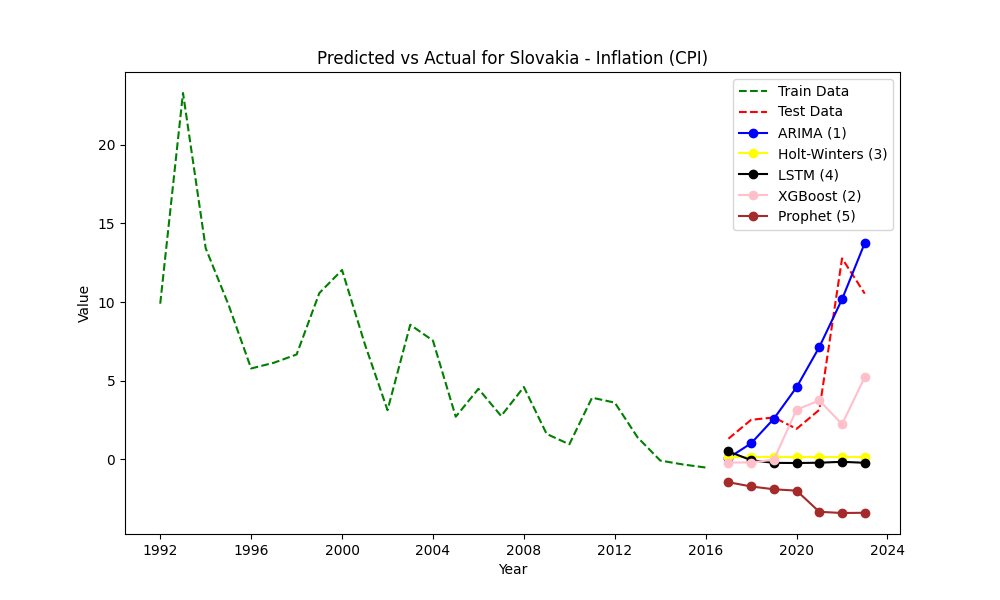 Predicted vs Actual for Slovakia - Inflation (CPI)
Train Data
Test Data
ARIMA (1)
Holt-Winters (3)
LSTM (4)
XGBoost (2)
Prophet (5)
Value
20
15
10
5
0
1992 1996 2000 2004 2008 2012 2016 2020 2024
Year